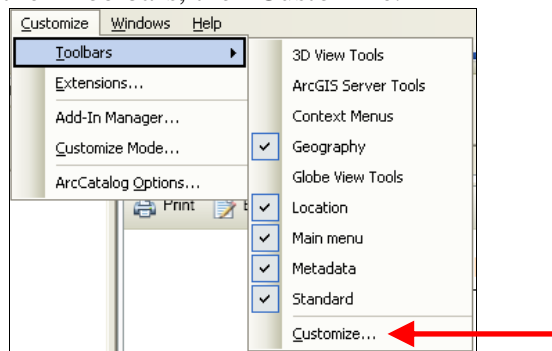 Customize Windows Help
Toolbars
Extensions...
Add-In Manager...
Customize Mode...
ArcCatalog Options...
Print
3D View Tools
ArcGIS Server Tools
Context Menus
Geography
Globe View Tools
Location
Main menu
Metadata
Standard
Customize...